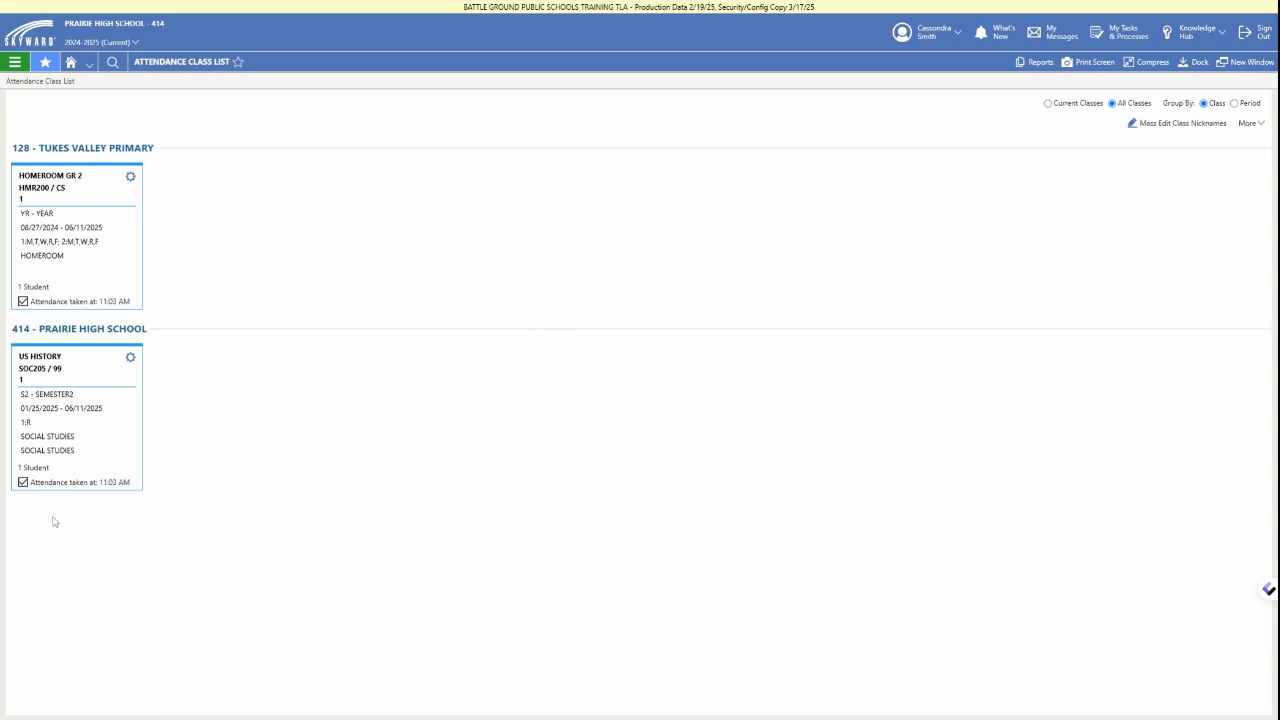 BATTLE GROUND PUBLIC SCHOOLS TRAINING TLA - Production Data 2/19/25, Security/Config Copy 3/17/25
SKYWARD
PRAIRIE HIGH SCHOOL - 414
2024-2025 (Current)
Cassondra Smith
What's New
My Messages
My Tasks & Processes
Knowledge Hub
Sign Out
ATTENDANCE CLASS LIST
Reports
Print Screen
Compress
Dock
New Window
Attendance Class List
Current Classes
All Classes
Group By:
Class
Period
Mass Edit Class Nicknames
More
128 - TUKES VALLEY PRIMARY
HOMEROOM GR 2
HMR200 / CS
1
YR - YEAR
08/27/2024 - 06/11/2025
1:M,T,W,R,F; 2:M,T,W,R,F
HOMEROOM
1 Student
Attendance taken at: 11:03 AM
414 - PRAIRIE HIGH SCHOOL
US HISTORY
SOC205 / 99
1
S2 - SEMESTER2
01/25/2025 - 06/11/2025
1:R
SOCIAL STUDIES
SOCIAL STUDIES
1 Student
Attendance taken at: 11:03 AM